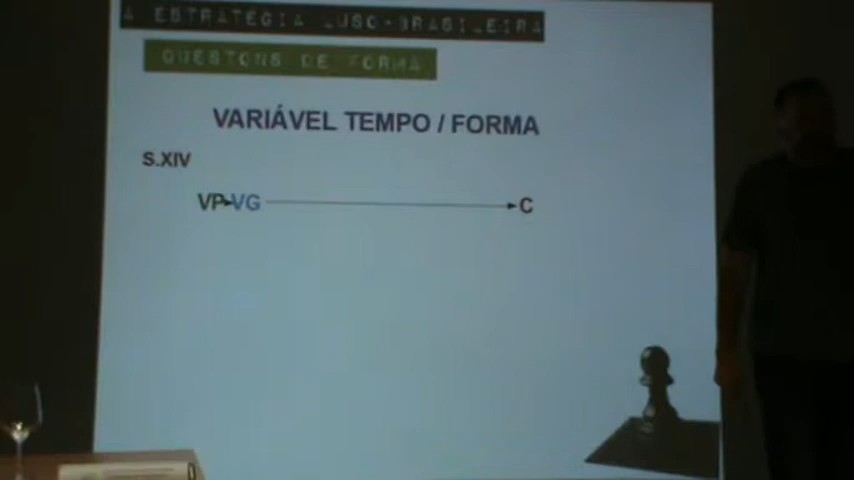 A ESTRATEGIA LUSO-BRASILEIRA
QUESTONS DE FORMA
VARIÁVEL TEMPO / FORMA
S.XIV
VP VG C